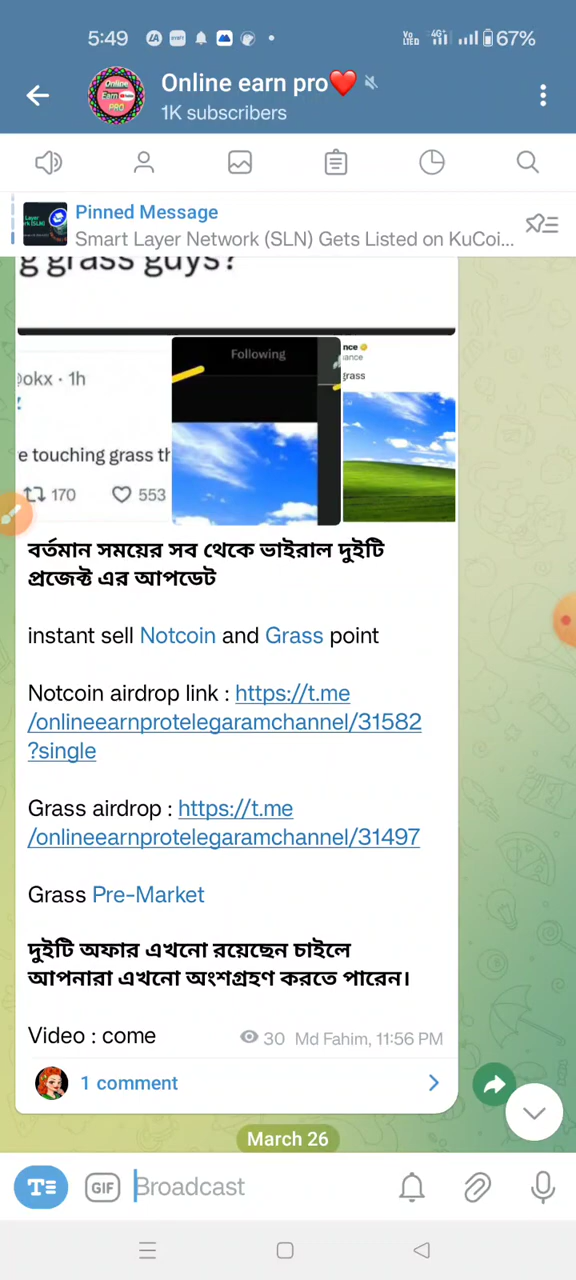 5:49
67%
Online earn pro❤️
1K subscribers
Pinned Message
Smart Layer Network (SLN) Gets Listed on KuCoi...
g grass guys?
Following
nce
ance
grass
okx · 1h
e touching grass th
170 553
বর্তমান সময়ের সব থেকে ভাইরাল দুইটি
প্রজেক্ট এর আপডেট
instant sell Notcoin and Grass point
Notcoin airdrop link : https://t.me
/onlineearnprotelegaramchannel/31582
?single
Grass airdrop : https://t.me
/onlineearnprotelegaramchannel/31497
Grass Pre-Market
দুইটি অফার এখনো রয়েছেন চাইলে
আপনারা এখনো অংশগ্রহণ করতে পারেন।
Video : come
30 Md Fahim, 11:56 PM
1 comment
March 26
T
GIF
Broadcast